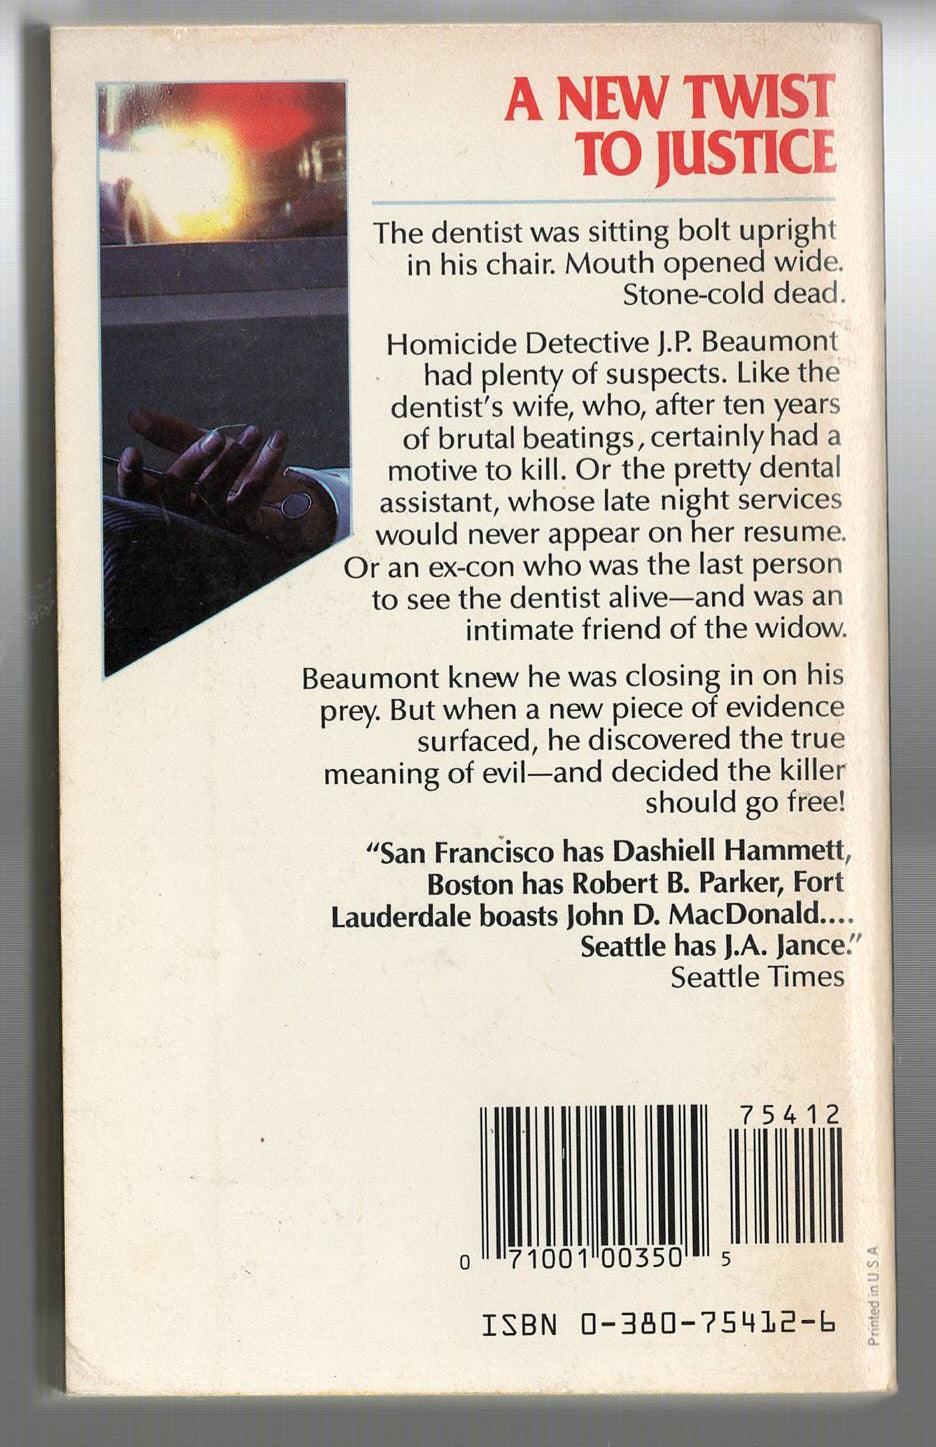 A NEW TWIST
TO JUSTICE
The dentist was sitting bolt upright
in his chair. Mouth opened wide.
Stone-cold dead.
Homicide Detective J.P. Beaumont
had plenty of suspects. Like the
dentist's wife, who, after ten years
of brutal beatings, certainly had a
motive to kill. Or the pretty dental
assistant, whose late night services
would never appear on her resume.
Or an ex-con who was the last person
to see the dentist alive—and was an
intimate friend of the widow.
Beaumont knew he was closing in on his
prey. But when a new piece of evidence
surfaced, he discovered the true
meaning of evil—and decided the killer
should go free!
"San Francisco has Dashiell Hammett,
Boston has Robert B. Parker, Fort
Lauderdale boasts John D. MacDonald....
Seattle has J.A. Jance."
Seattle Times
75412
0 71001 00350 5
ISBN 0-380-75412-6
Printed in U S A